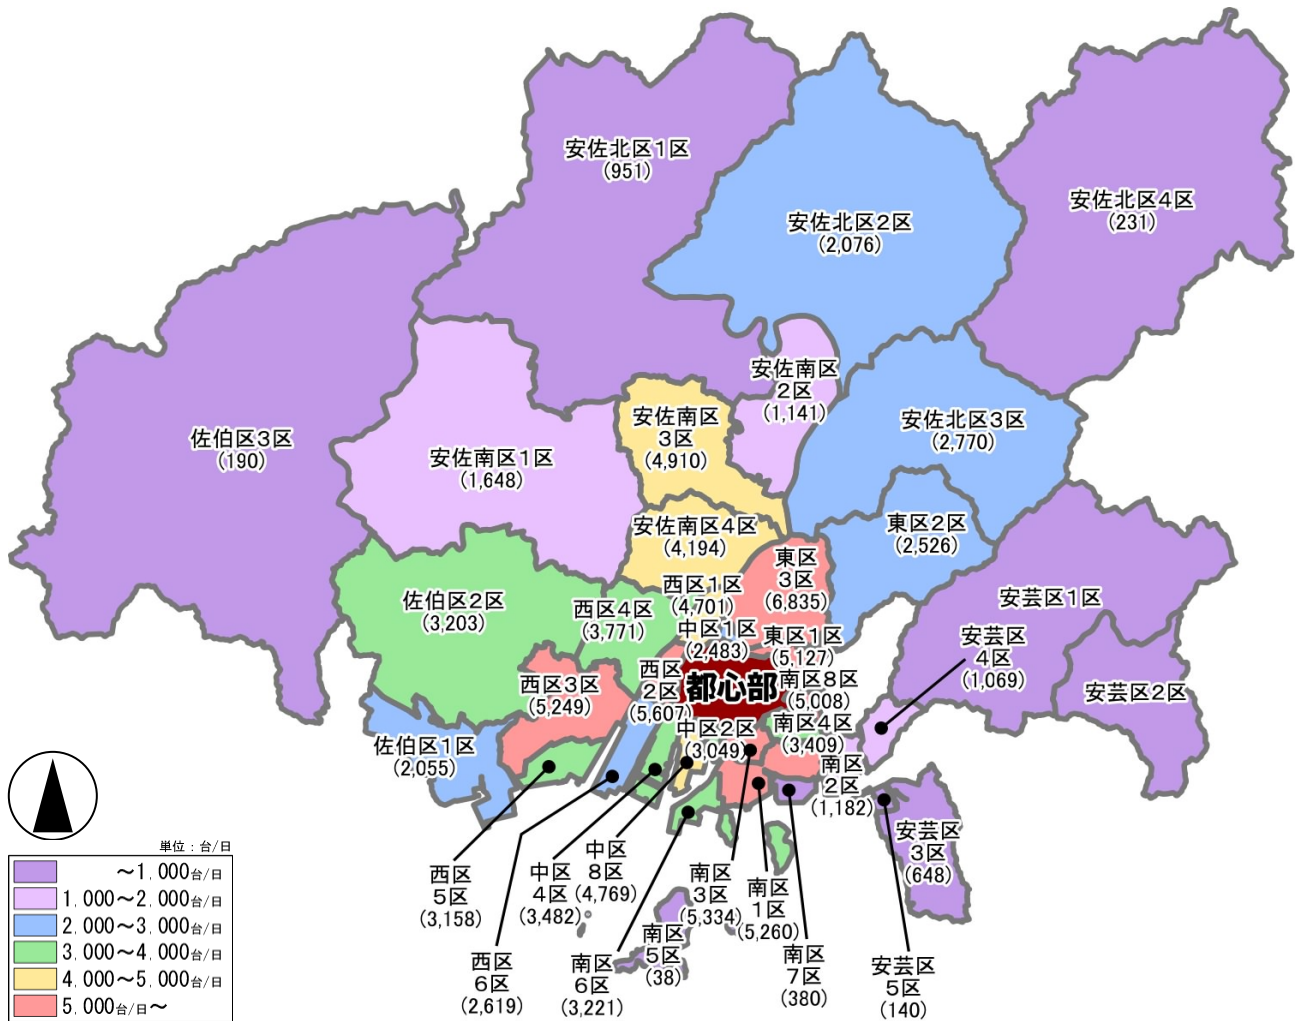 安佐北区1区
(951)
安佐北区2区
(2,076)
安佐北区4区
(231)
安佐南区
2区
(1,141)
安佐北区3区
(2,770)
佐伯区3区
(190)
安佐南区1区
(1,648)
安佐南区
3区
(4,910)
安佐南区4区
(4,194)
東区2区
(2,526)
東区
3区
(6,835)
西区1区
(4,701)
佐伯区2区
(3,203)
西区4区
(3,771)
中区1区
(2,483)
東区1区
(5,127)
安芸区1区
安芸区
4区
(1,069)
安芸区2区
西区3区
(5,249)
西区
2区
(5,607)
都心部
南区8区
(5,008)
中区2区
(3,049)
南区4区
(3,409)
佐伯区1区
(2,055)
南区
2区
(1,182)
安芸区
3区
(648)
西区
5区
(3,158)
中区
4区
(3,482)
中区
8区
(4,769)
南区
3区
(5,334)
南区
1区
(5,260)
西区
6区
(2,619)
南区
6区
(3,221)
南区
5区
(38)
南区
7区
(380)
安芸区
5区
(140)
単位:台/日
~1,000台/日
1,000~2,000台/日
2,000~3,000台/日
3,000~4,000台/日
4,000~5,000台/日
5,000台/日~